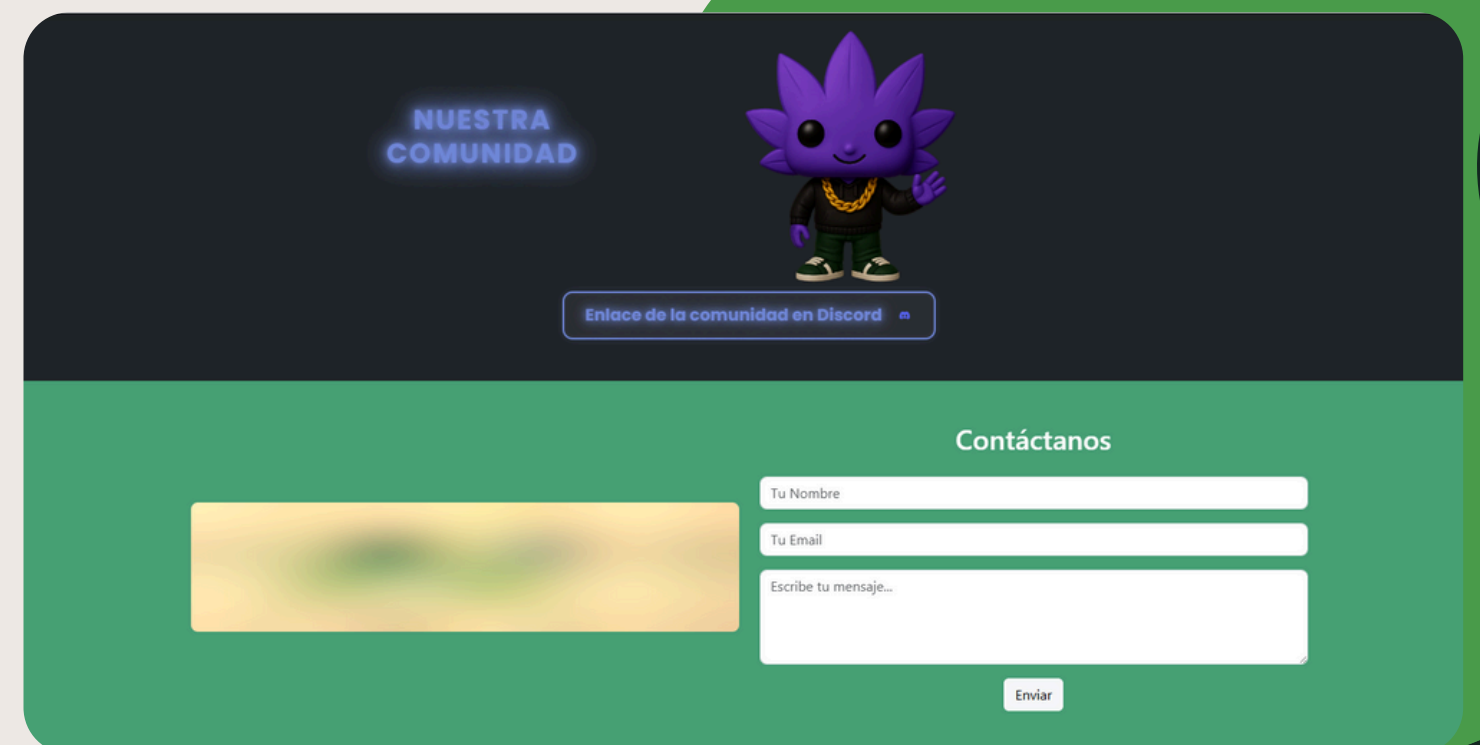 NUESTRA
COMUNIDAD
Enlace de la comunidad en Discord
Contáctanos
Tu Nombre
Tu Email
Escribe tu mensaje...
Enviar